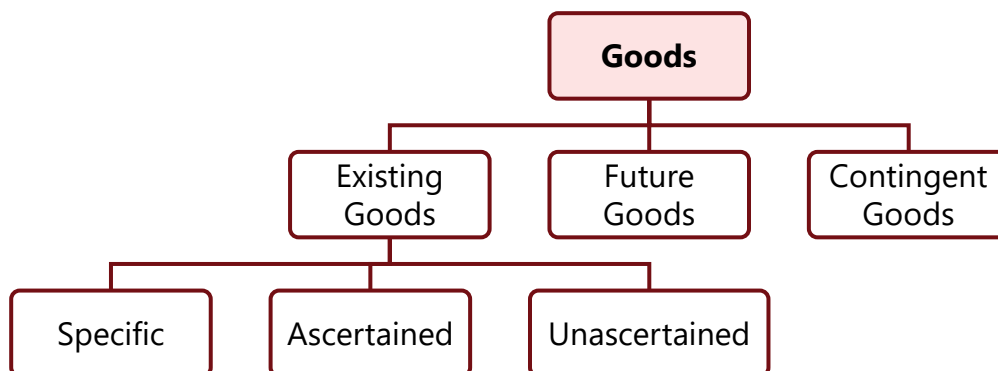 Goods
Existing
Goods
Future
Goods
Contingent
Goods
Specific
Ascertained
Unascertained